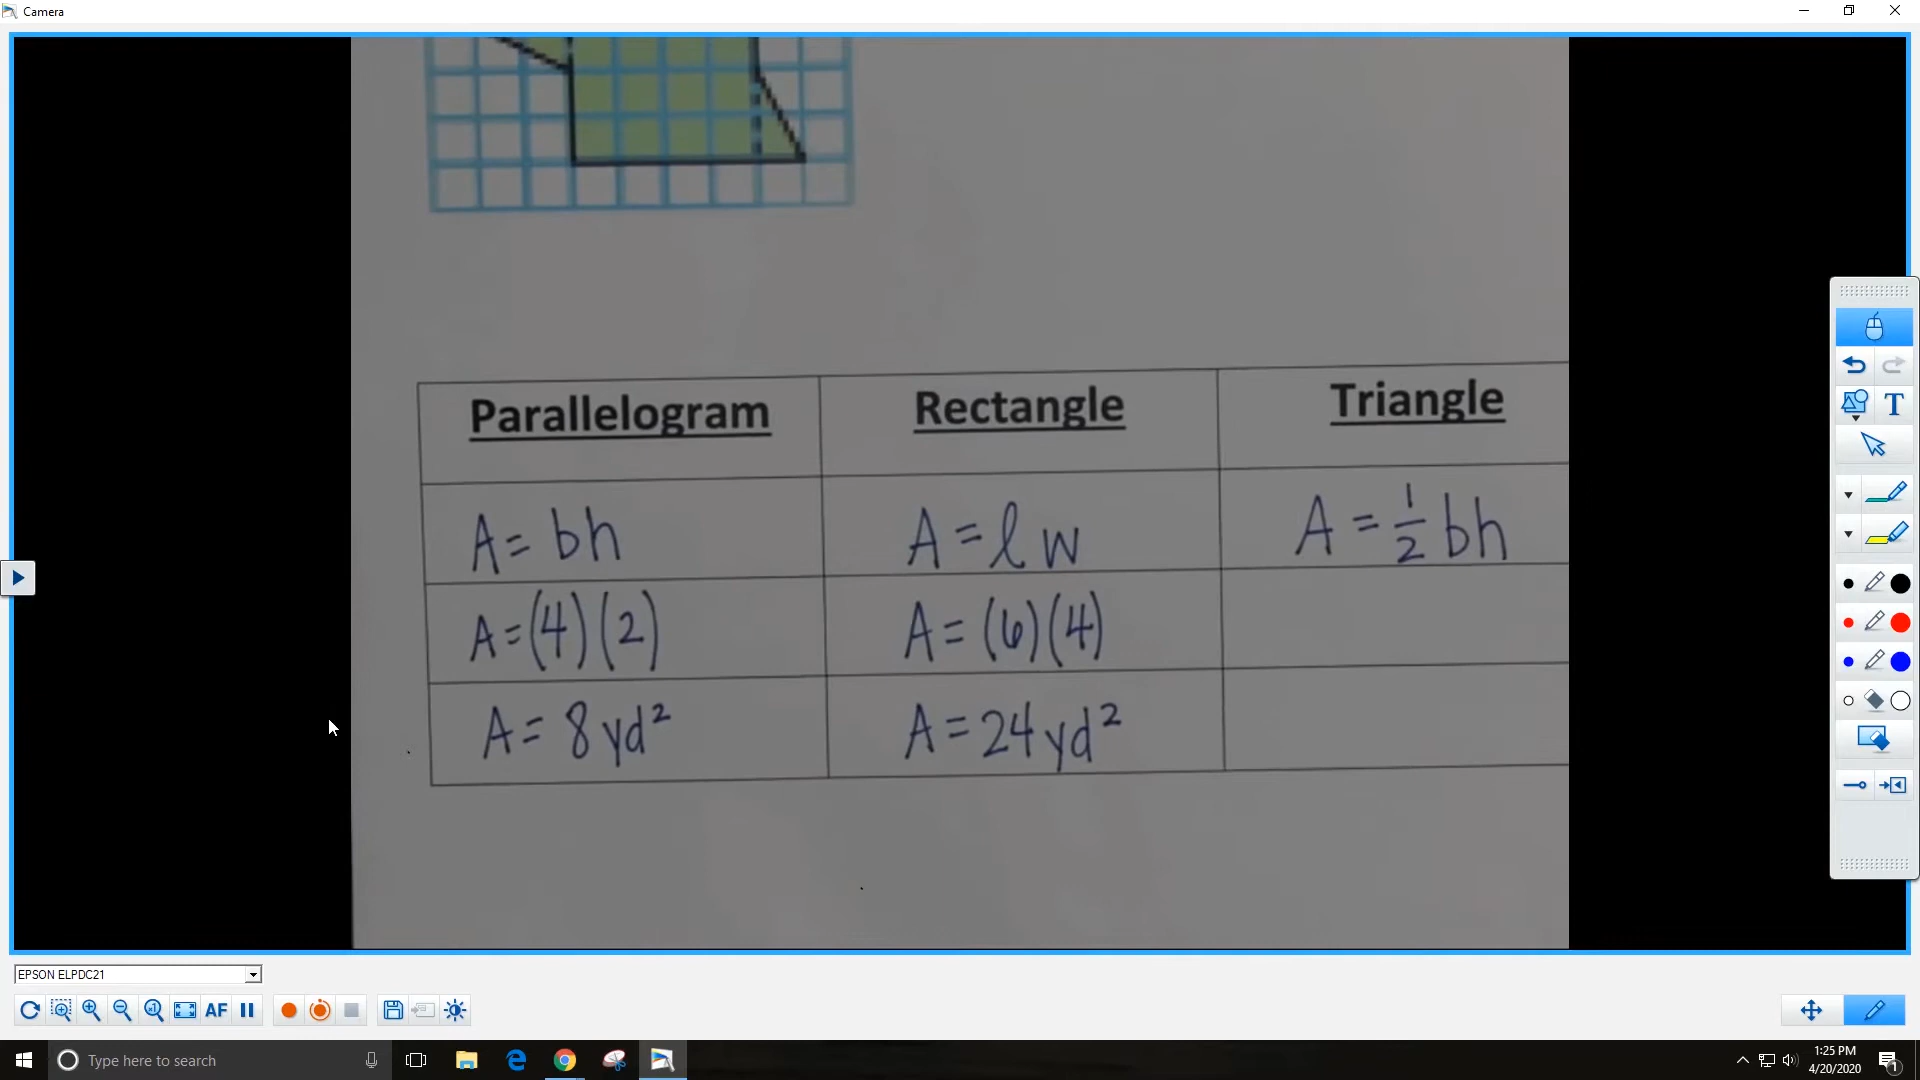 Camera
Parallelogram Rectangle Triangle
A = bh A = l w A = 1/2 bh
A = (4)(2) A = (6)(4)
A = 8 yd² A = 24 yd²
T
EPSON ELPDC21
AF
Type here to search
1:25 PM
4/20/2020
1